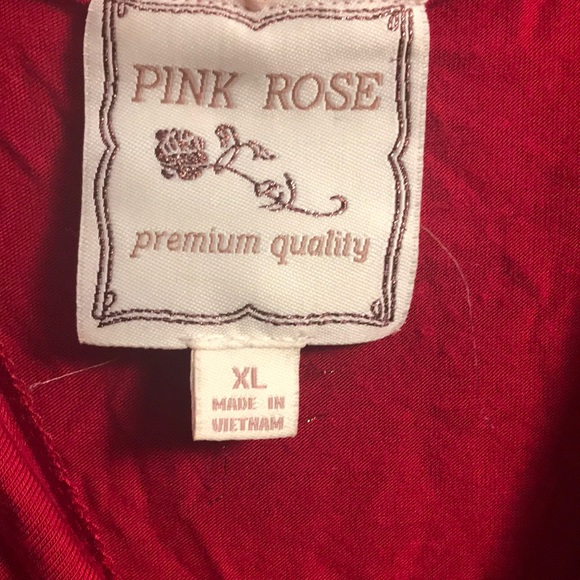 PINK ROSE
premium quality
XL
MADE IN
VIETNAM